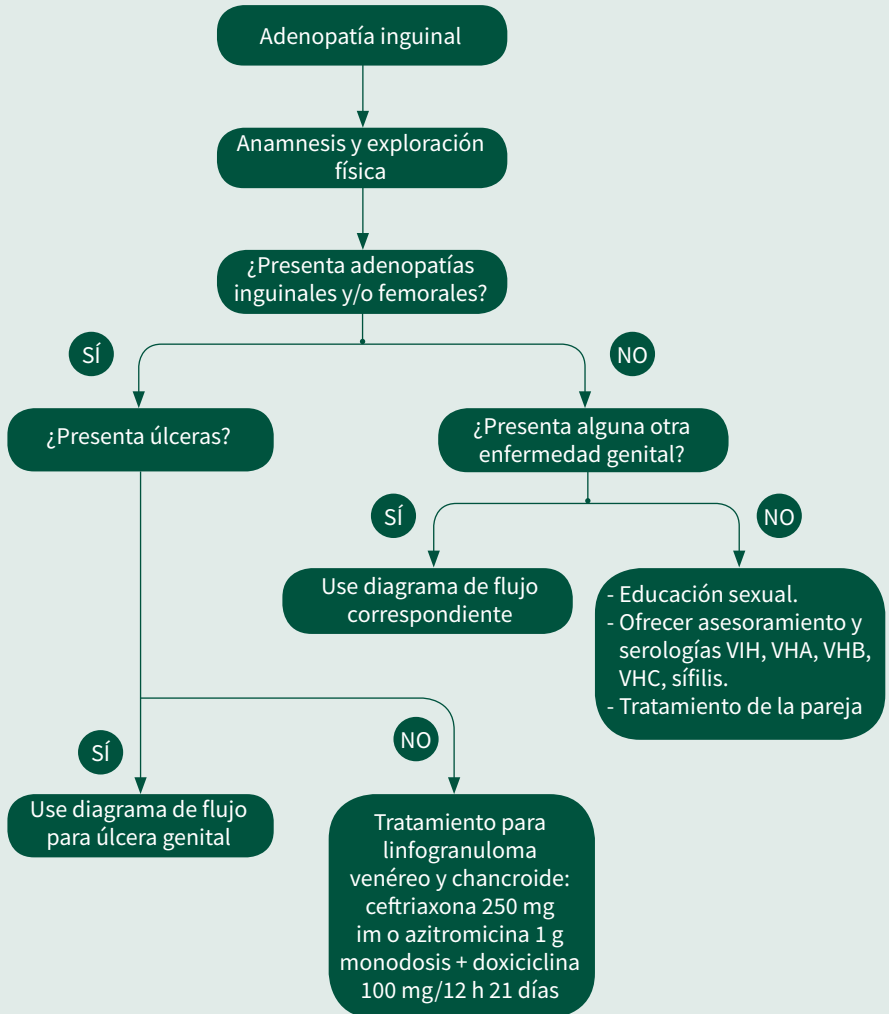 Adenopatía inguinal
Anamnesis y exploración
física
¿Presenta adenopatías
inguinales y/o femorales?
SÍ
NO
¿Presenta úlceras?
¿Presenta alguna otra
enfermedad genital?
SÍ
NO
Use diagrama de flujo
correspondiente
- Educación sexual.
- Ofrecer asesoramiento y
serologías VIH, VHA, VHB,
VHC, sífilis.
- Tratamiento de la pareja
SÍ
NO
Use diagrama de flujo
para úlcera genital
Tratamiento para
linfogranuloma
venéreo y chancroide:
ceftriaxona 250 mg
im o azitromicina 1 g
monodosis + doxiciclina
100 mg/12 h 21 días